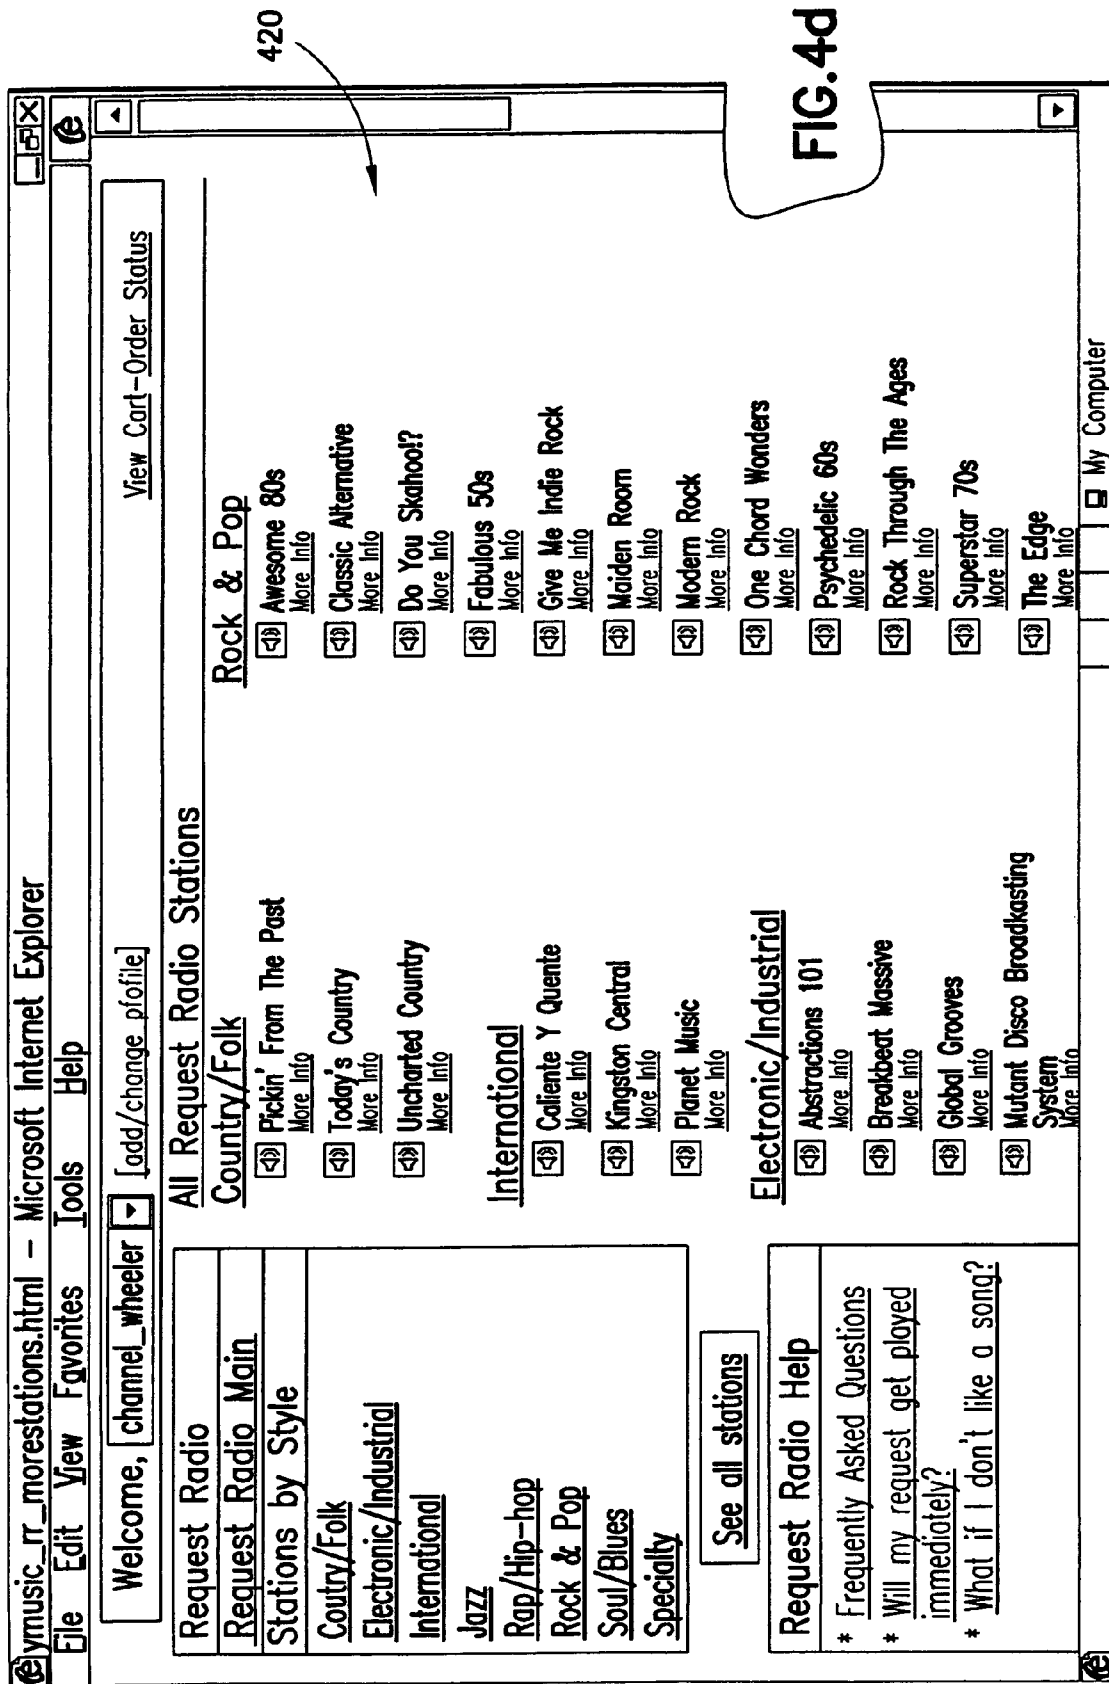 ymusic_rr_morestations.html – Microsoft Internet Explorer
File Edit View Favorites Tools Help
Welcome, channel_wheeler [add/change pfofile] View Cart-Order Status
Request Radio
Request Radio Main
Stations by Style
Coutry/Folk
Electronic/Industrial
International
Jazz
Rap/Hip-hop
Rock & Pop
Soul/Blues
Specialty
See all stations
Request Radio Help
* Frequently Asked Questions
* Will my request get played
immediately?
* What if I don't like a song?
All Request Radio Stations
Country/Folk
Pickin' From The Past
More Info
Today's Country
More Info
Uncharted Country
More Info
International
Caliente Y Quente
More Info
Kingston Central
More Info
Planet Music
More Info
Electronic/Industrial
Abstractions 101
More Info
Breakbeat Massive
More Info
Global Grooves
More Info
Mutant Disco Broadkasting
System
More Info
Rock & Pop
Awesome 80s
More Info
Classic Alternative
More Info
Do You Skahoo!?
More Info
Fabulous 50s
More Info
Give Me Indie Rock
More Info
Maiden Room
More Info
Modern Rock
More Info
One Chord Wonders
More Info
Psychedelic 60s
More Info
Rock Through The Ages
More Info
Superstar 70s
More Info
The Edge
More Info
My Computer
420
FIG.4d